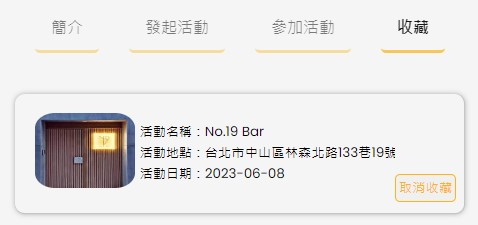 簡介 發起活動 參加活動 收藏
活動名稱：No.19 Bar
活動地點：台北市中山區林森北路133巷19號
活動日期：2023-06-08
取消收藏